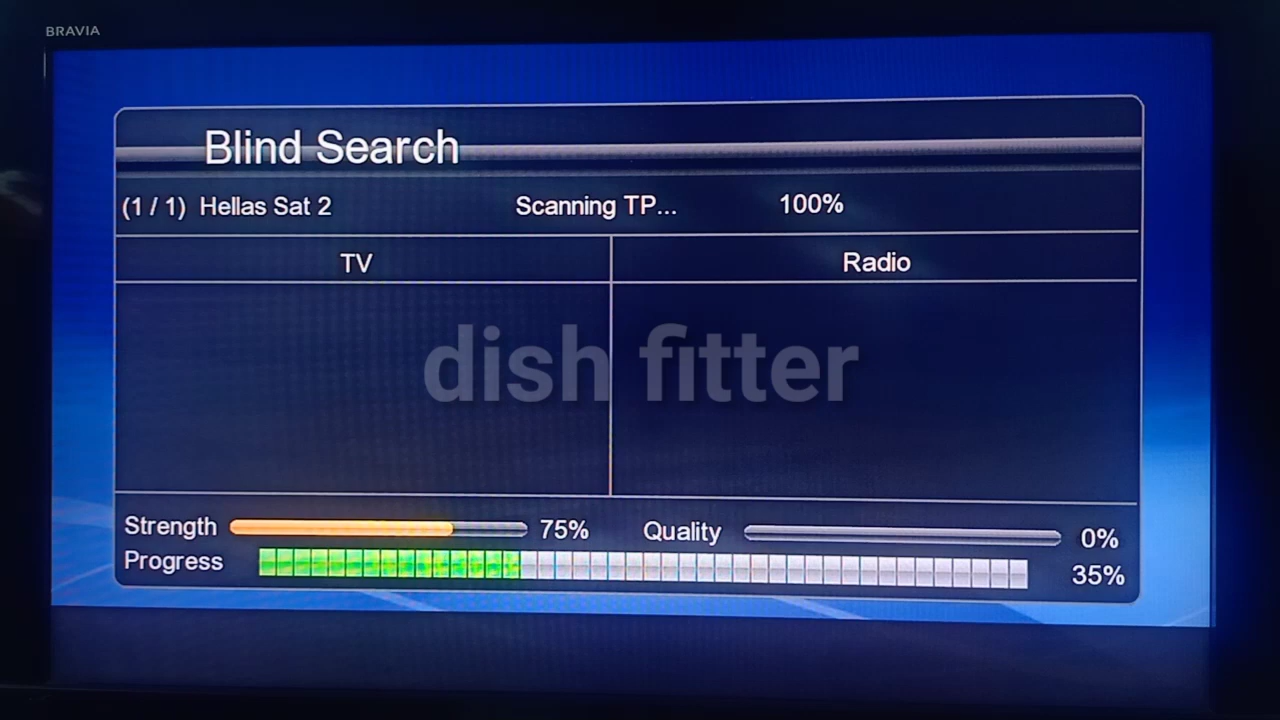 BRAVIA
Blind Search
(1 / 1) Hellas Sat 2 Scanning TP... 100%
TV Radio
dish fitter
Strength 75% Quality 0%
Progress 35%